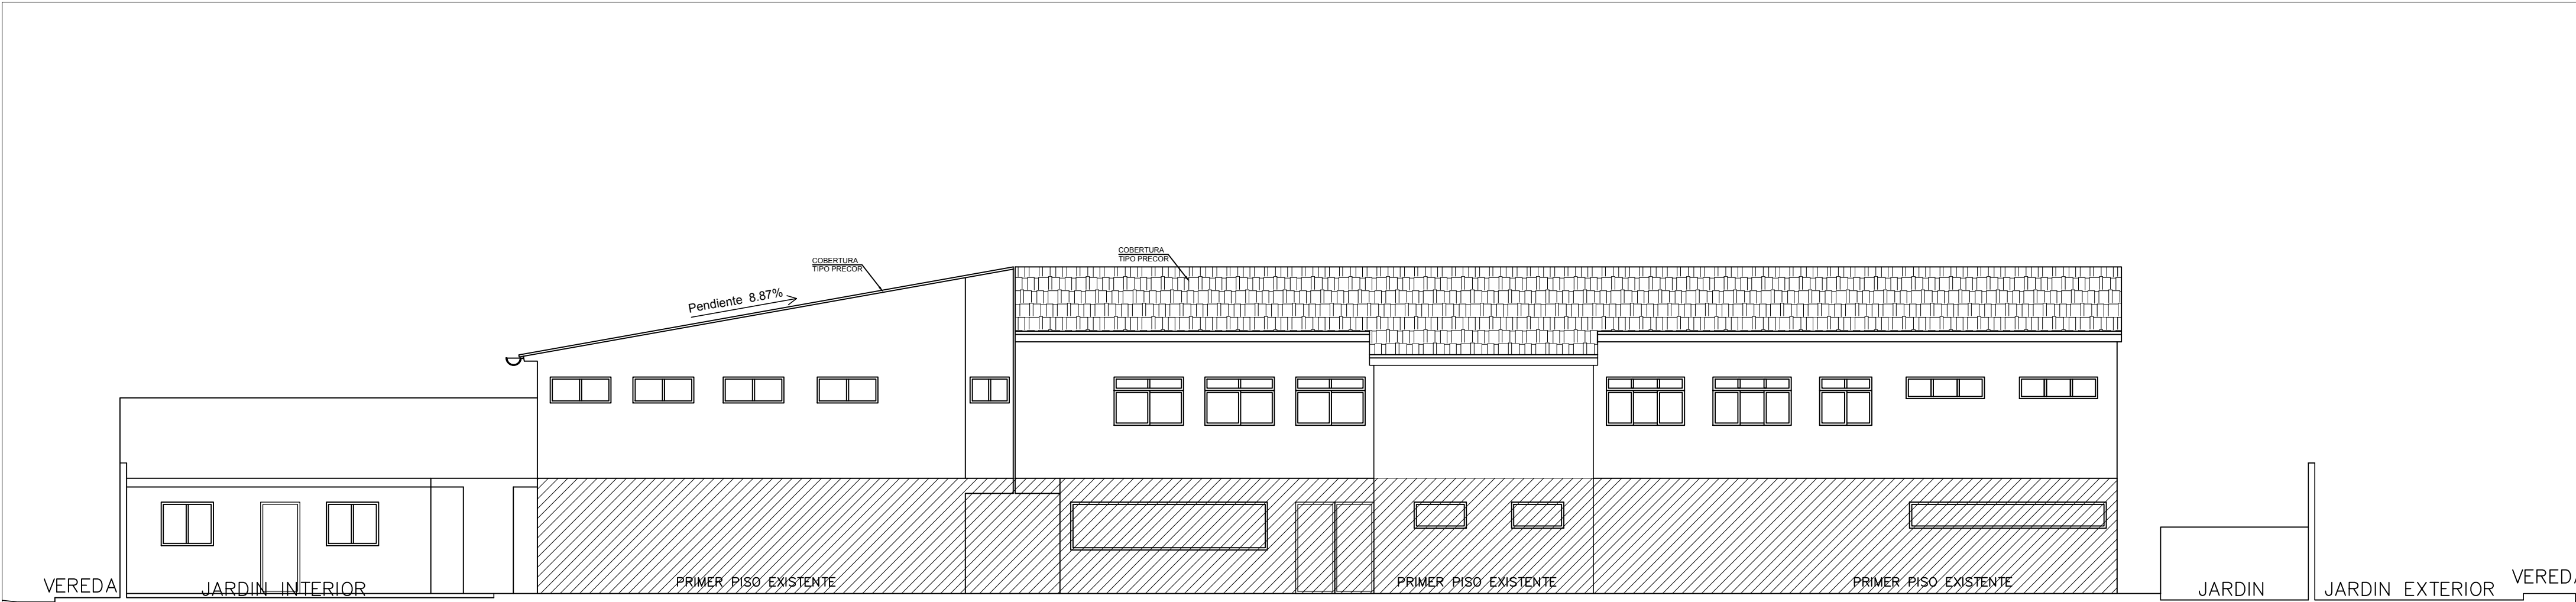 COBERTURA
TIPO PRECOR
COBERTURA
TIPO PRECOR
Pendiente 8.87%
VEREDA
JARDIN INTERIOR
PRIMER PISO EXISTENTE
PRIMER PISO EXISTENTE
PRIMER PISO EXISTENTE
JARDIN
JARDIN EXTERIOR
VEREDA